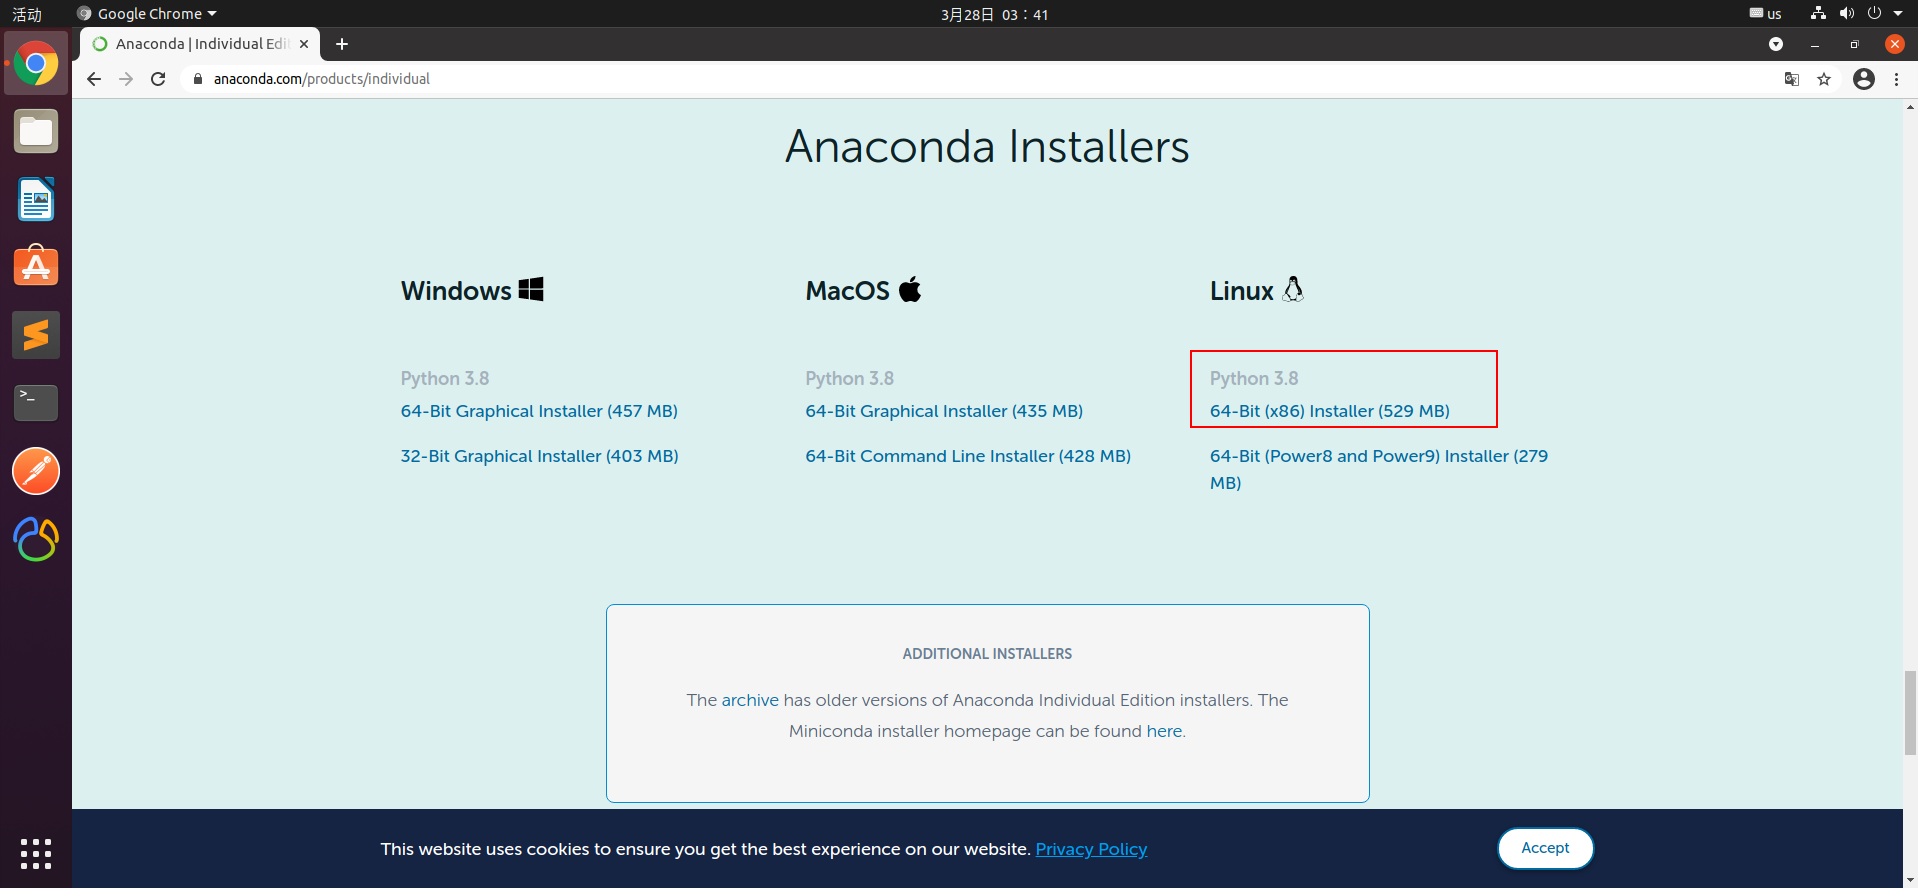 活动
Google Chrome
3月28日 03：41
us
Anaconda | Individual Edi
anaconda.com/products/individual
Anaconda Installers
Windows
MacOS
Linux
Python 3.8
64-Bit Graphical Installer (457 MB)
32-Bit Graphical Installer (403 MB)
Python 3.8
64-Bit Graphical Installer (435 MB)
64-Bit Command Line Installer (428 MB)
Python 3.8
64-Bit (x86) Installer (529 MB)
64-Bit (Power8 and Power9) Installer (279
MB)
ADDITIONAL INSTALLERS
The archive has older versions of Anaconda Individual Edition installers. The
Miniconda installer homepage can be found here.
This website uses cookies to ensure you get the best experience on our website. Privacy Policy
Accept